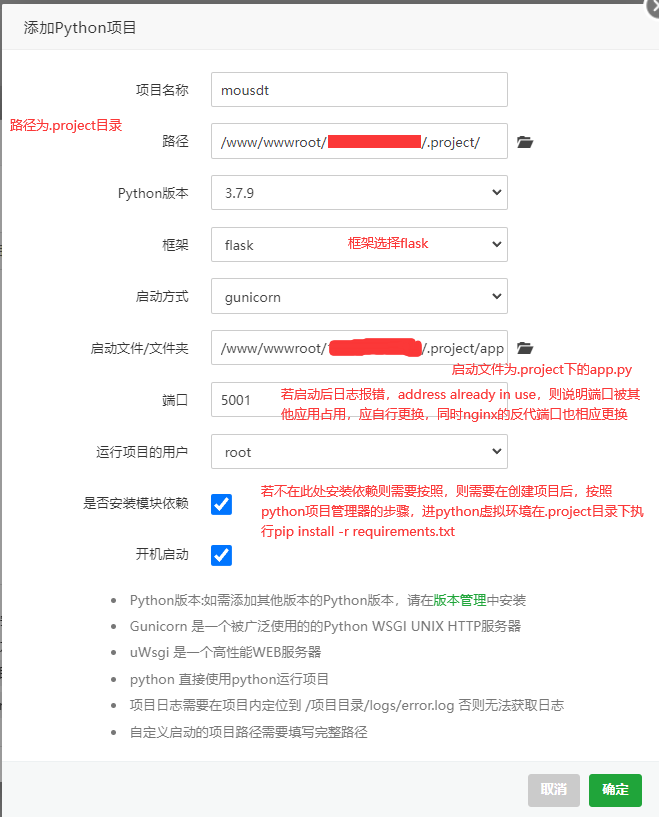 添加Python项目
项目名称
mousdt
路径为.project目录
路径
/www/wwwroot/
/.project/
Python版本
3.7.9
框架
flask
框架选择flask
启动方式
gunicorn
启动文件/文件夹
/www/wwwroot/
/.project/app
启动文件为.project下的app.py
端口
5001
若启动后日志报错，address already in use，则说明端口被其
他应用占用，应自行更换，同时nginx的反代端口也相应更换
运行项目的用户
root
是否安装模块依赖
若不在此处安装依赖则需要按照，则需要在创建项目后，按照
python项目管理器的步骤，进python虚拟环境在.project目录下执
行pip install -r requirements.txt
开机启动
Python版本:如需添加其他版本的Python版本，请在版本管理中安装
Gunicorn 是一个被广泛使用的的Python WSGI UNIX HTTP服务器
uWsgi 是一个高性能WEB服务器
python 直接使用python运行项目
项目日志需要在项目内定位到 /项目目录/logs/error.log 否则无法获取日志
自定义启动的项目路径需要填写完整路径
取消
确定